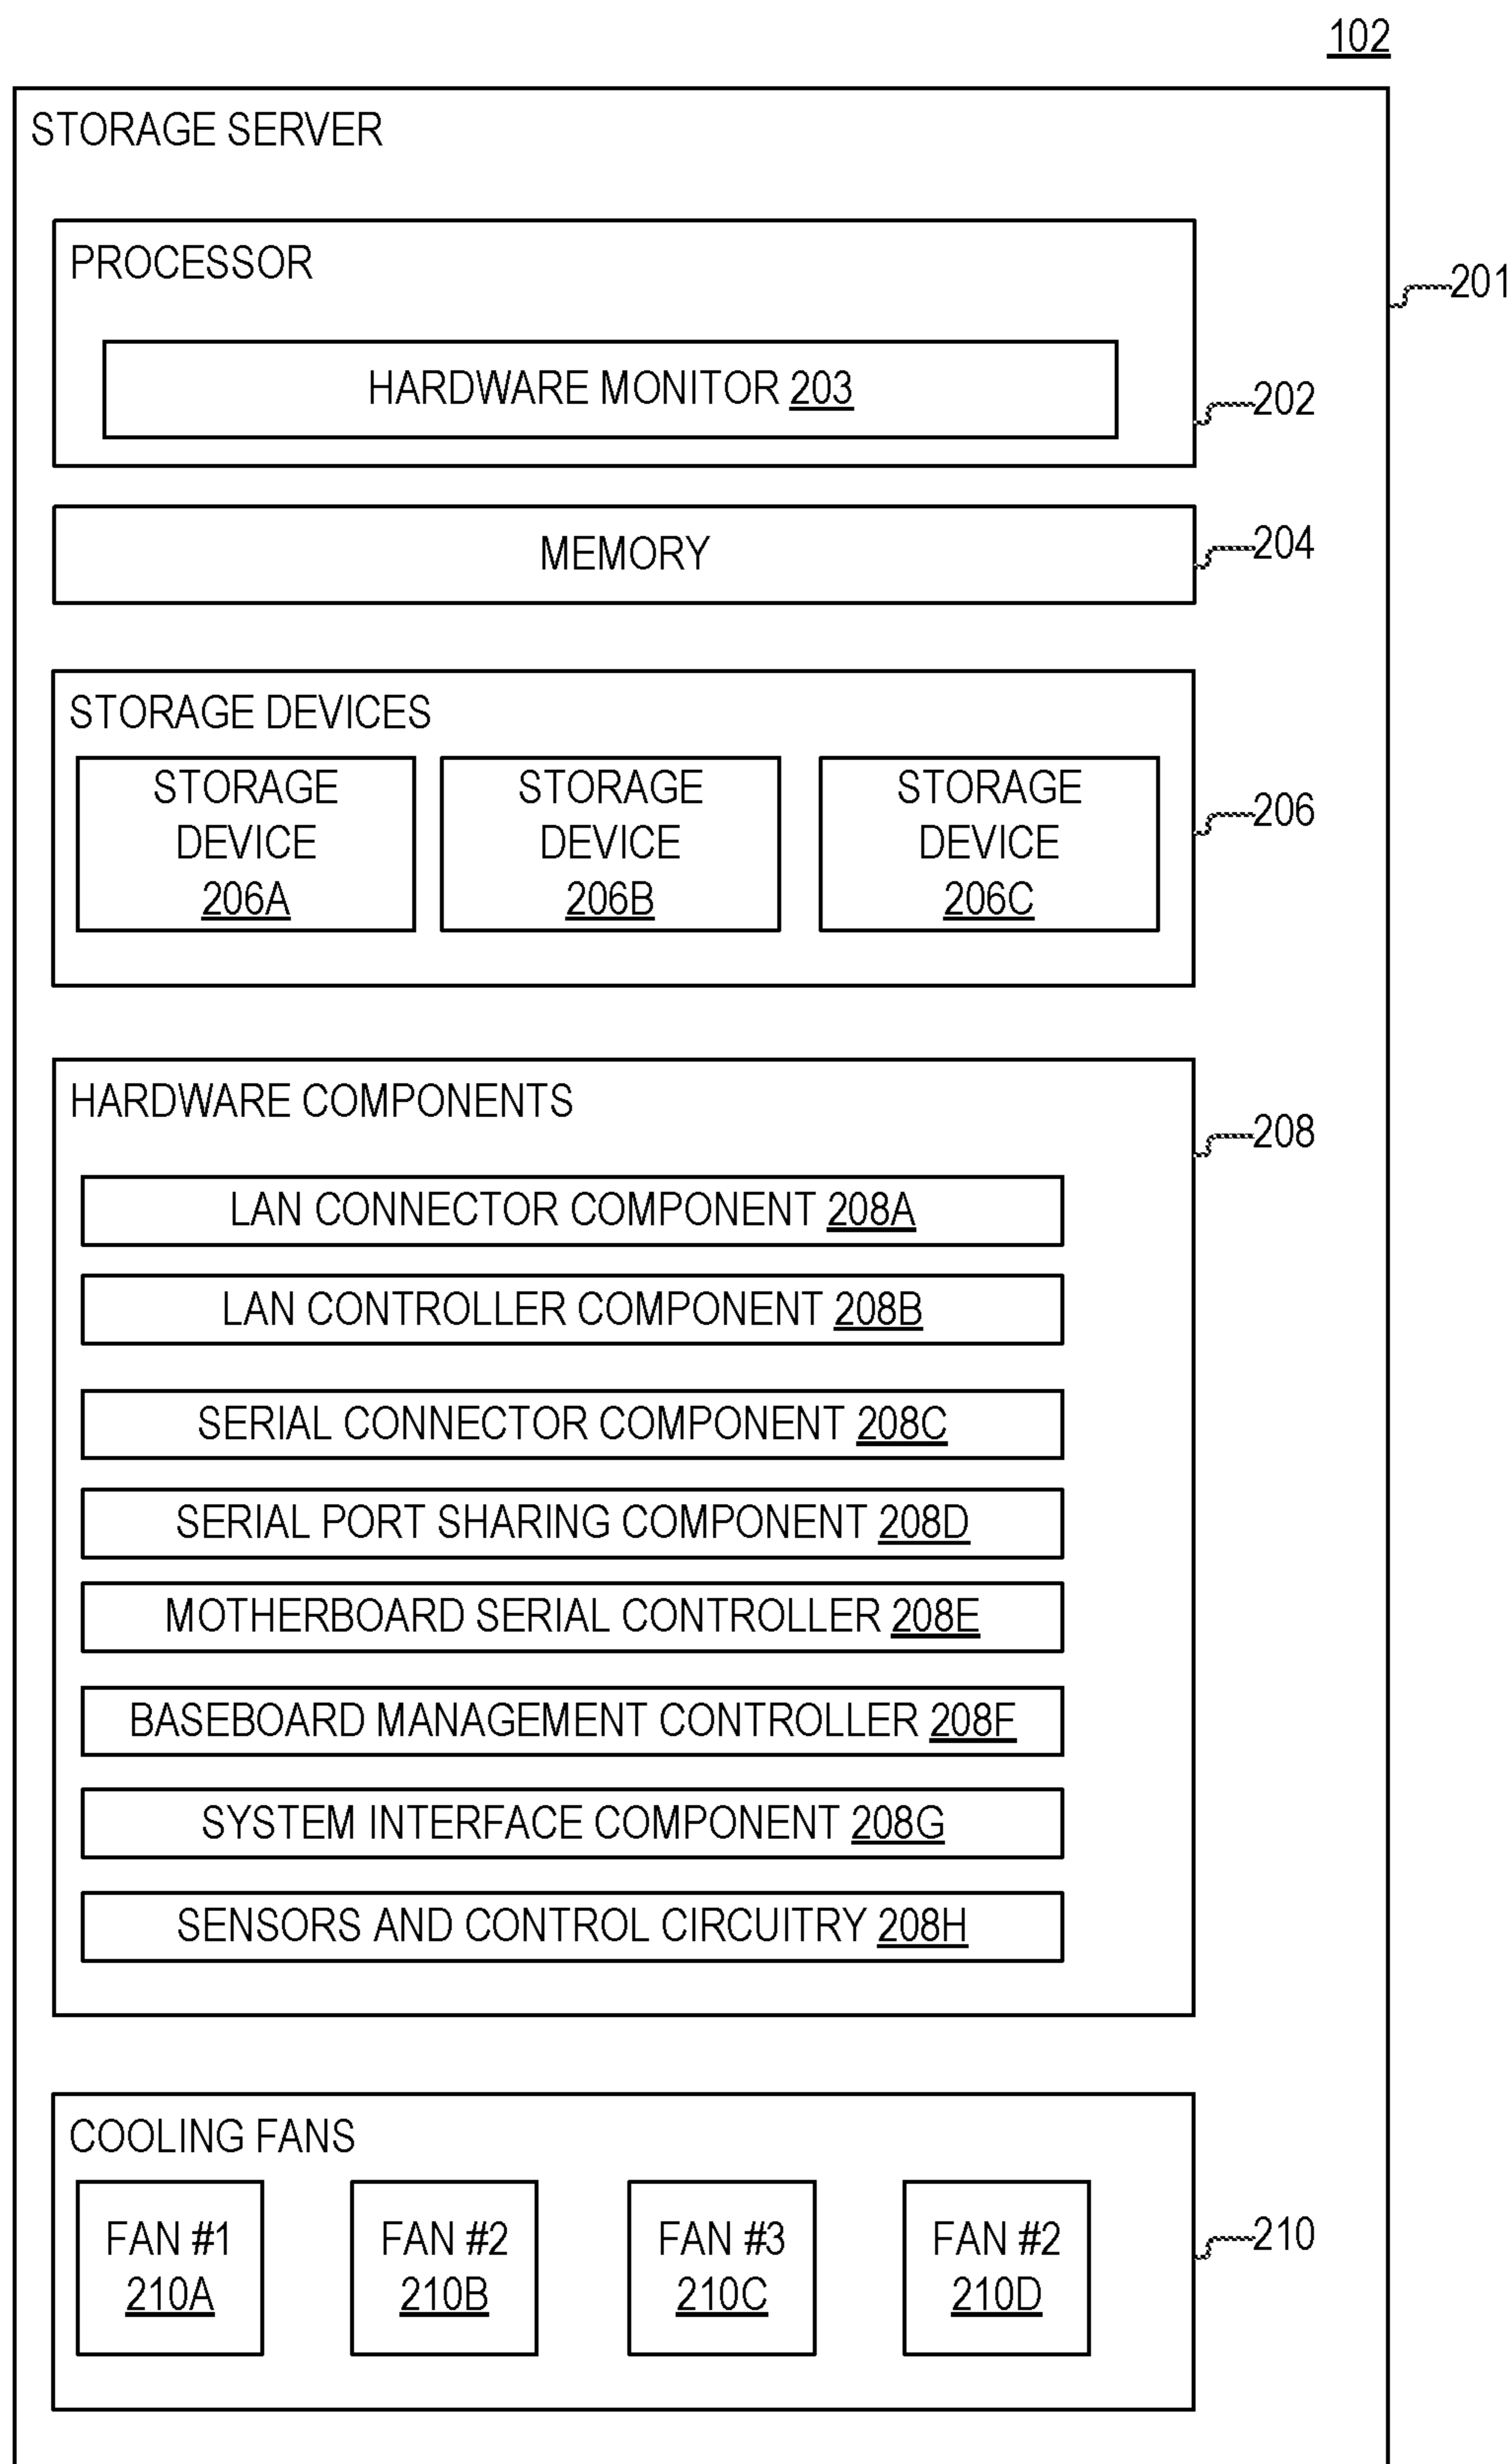 102
STORAGE SERVER
PROCESSOR
201
HARDWARE MONITOR 203
202
MEMORY
204
STORAGE DEVICES
STORAGE
DEVICE
206A
STORAGE
DEVICE
206B
STORAGE
DEVICE
206C
206
HARDWARE COMPONENTS
208
LAN CONNECTOR COMPONENT 208A
LAN CONTROLLER COMPONENT 208B
SERIAL CONNECTOR COMPONENT 208C
SERIAL PORT SHARING COMPONENT 208D
MOTHERBOARD SERIAL CONTROLLER 208E
BASEBOARD MANAGEMENT CONTROLLER 208F
SYSTEM INTERFACE COMPONENT 208G
SENSORS AND CONTROL CIRCUITRY 208H
COOLING FANS
FAN #1
210A
FAN #2
210B
FAN #3
210C
FAN #2
210D
210